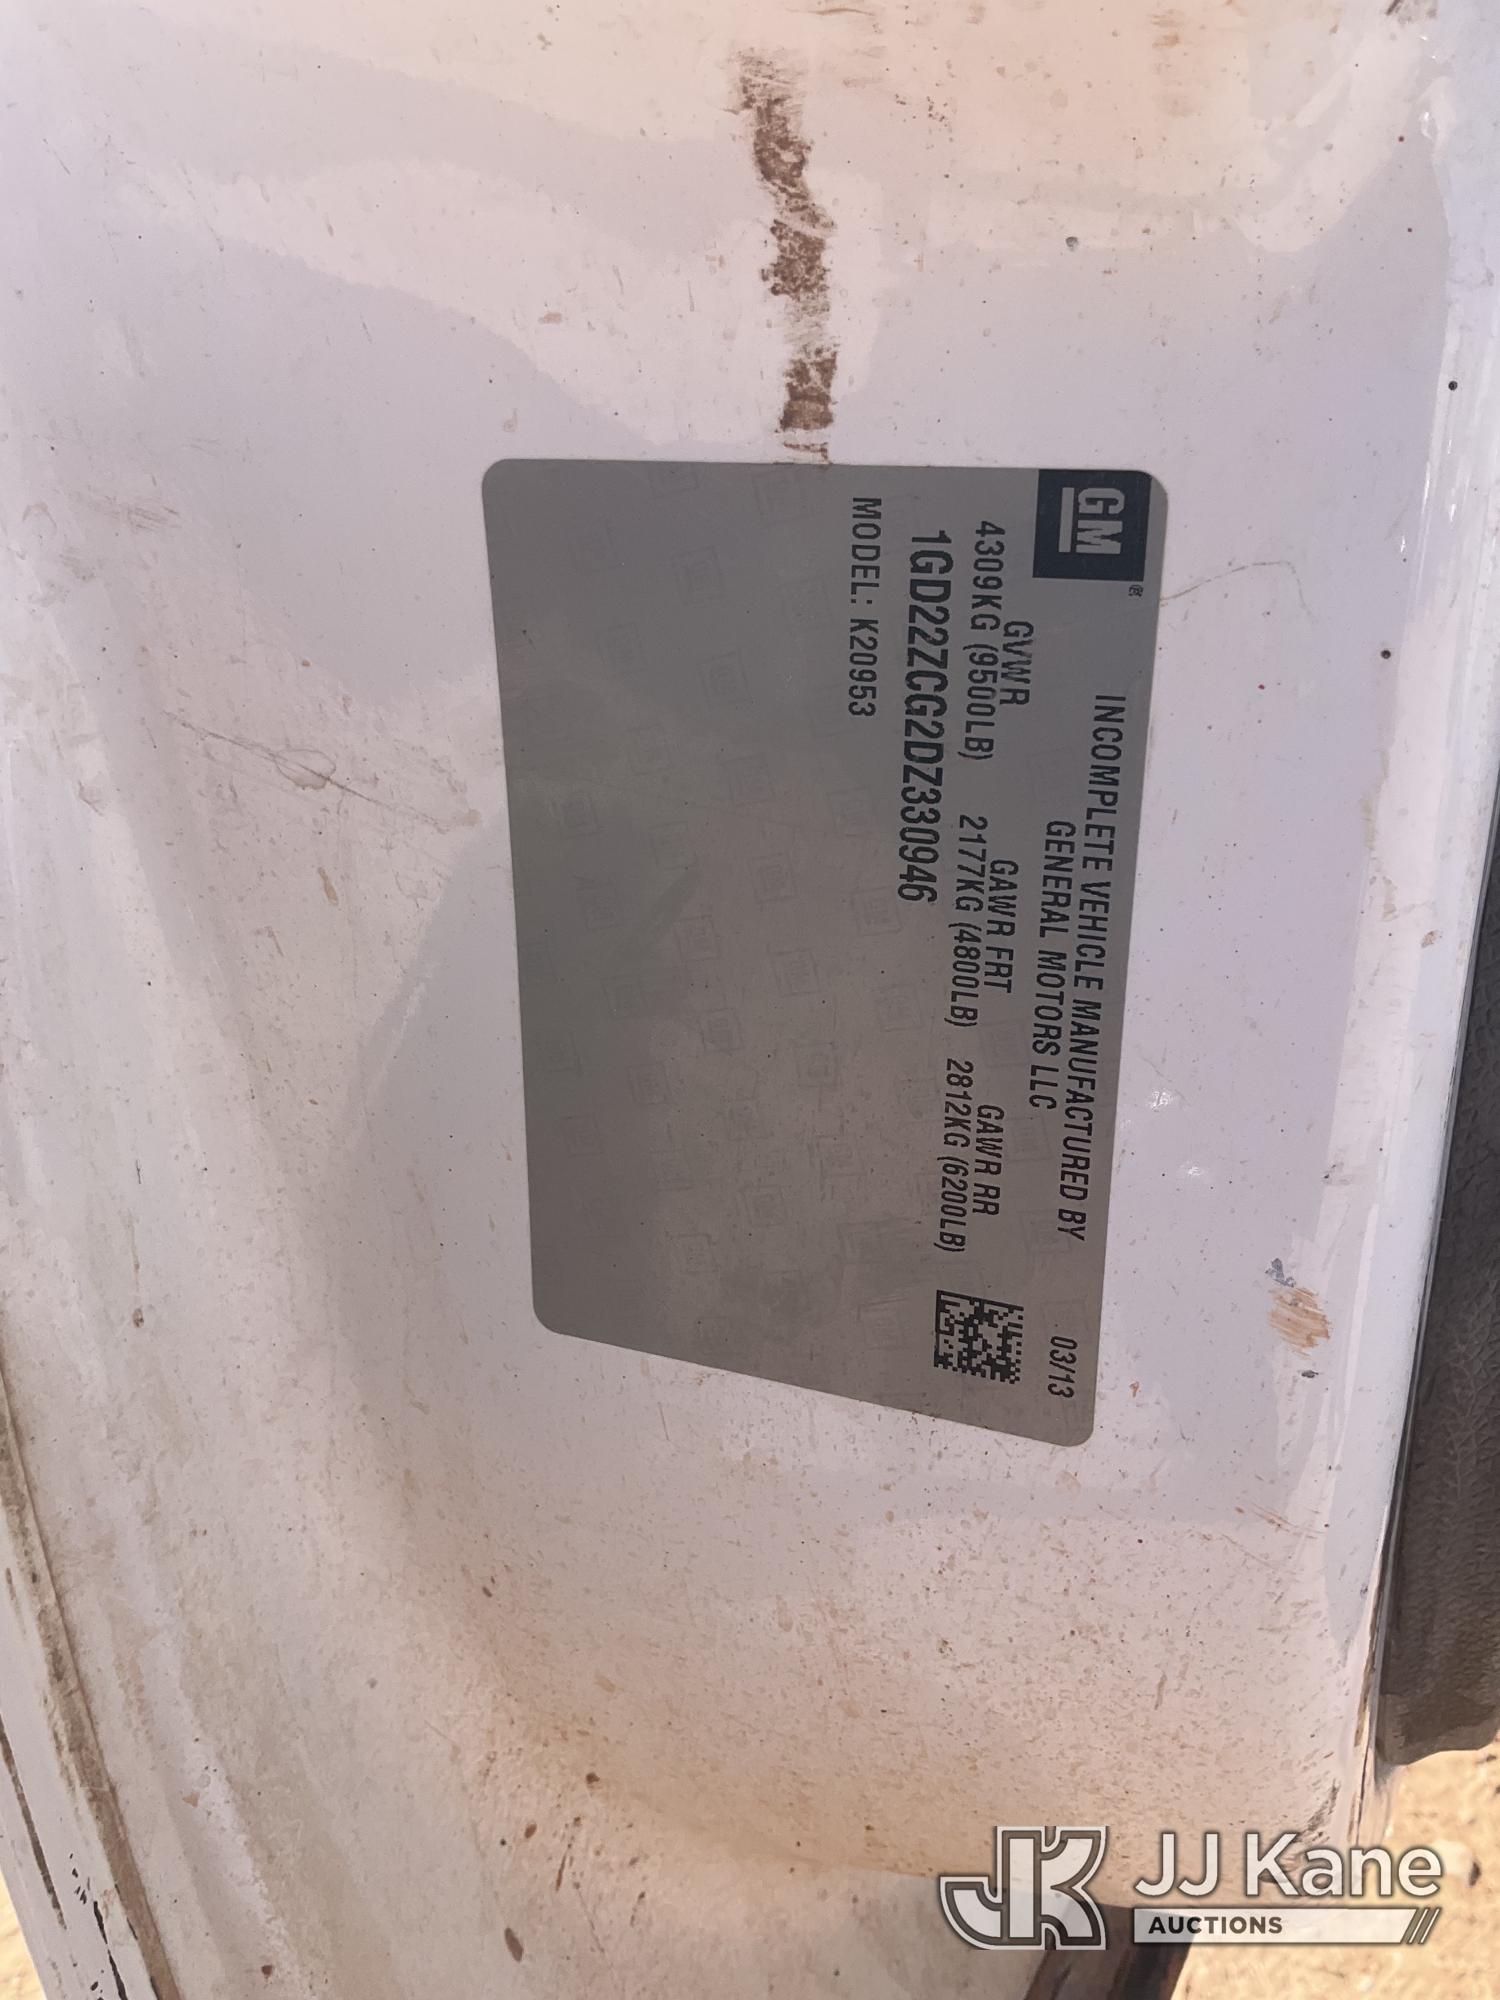 GM®
INCOMPLETE VEHICLE MANUFACTURED BY
GENERAL MOTORS LLC
03/13
GVWR GAWR FRT GAWR RR
4309KG (9500LB) 2177KG (4800LB) 2812KG (6200LB)
1GD22ZCG2DZ330946
MODEL: K20953
JK
JJ Kane
AUCTIONS